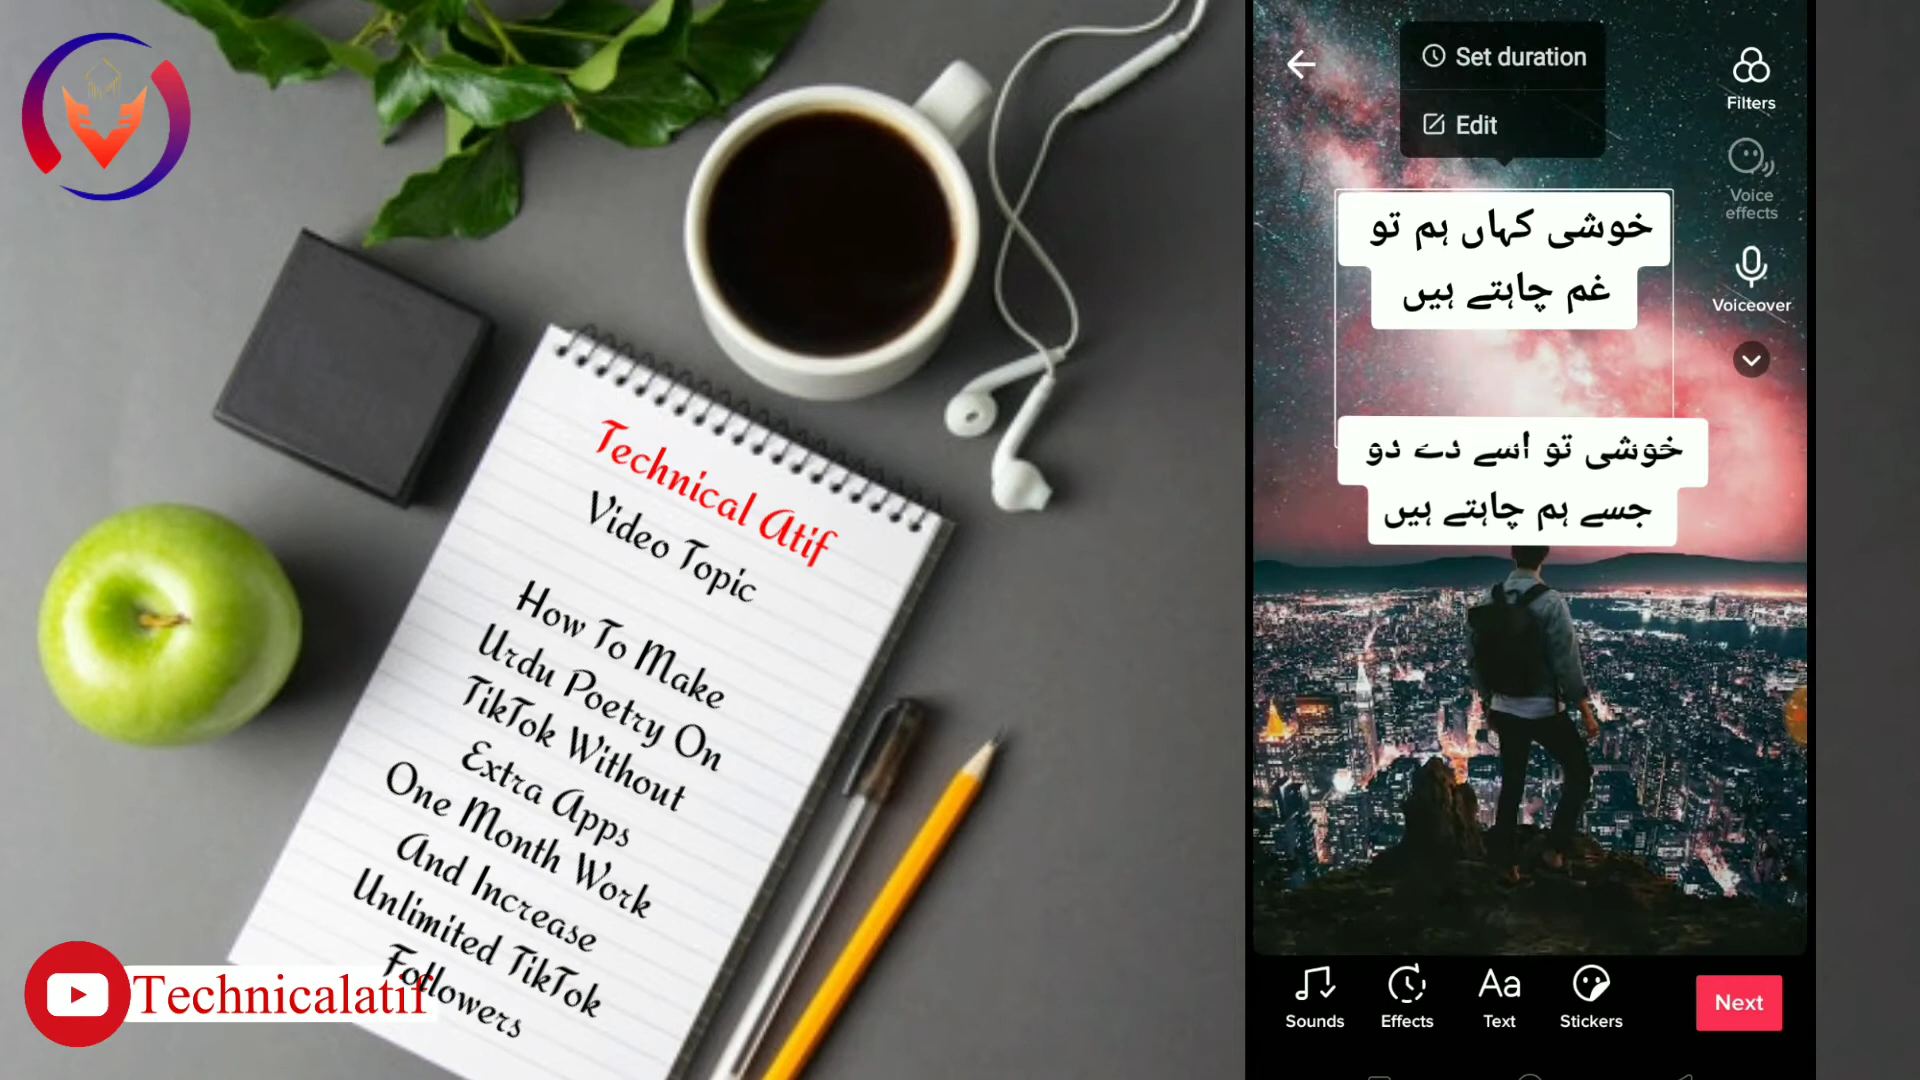 Technical Atif
Video Topic
How To Make
Urdu Poetry On
TikTok Without
Extra Apps
One Month Work
And Increase
Unlimited TikTok
Followers
Technicalatif
Set duration
Edit
Filters
Voice
effects
Voiceover
خوشی کہاں ہم تو
غم چاہتے ہیں
خوشی تو اُسے دے دو
جسے ہم چاہتے ہیں
Sounds
Effects
Text
Stickers
Next